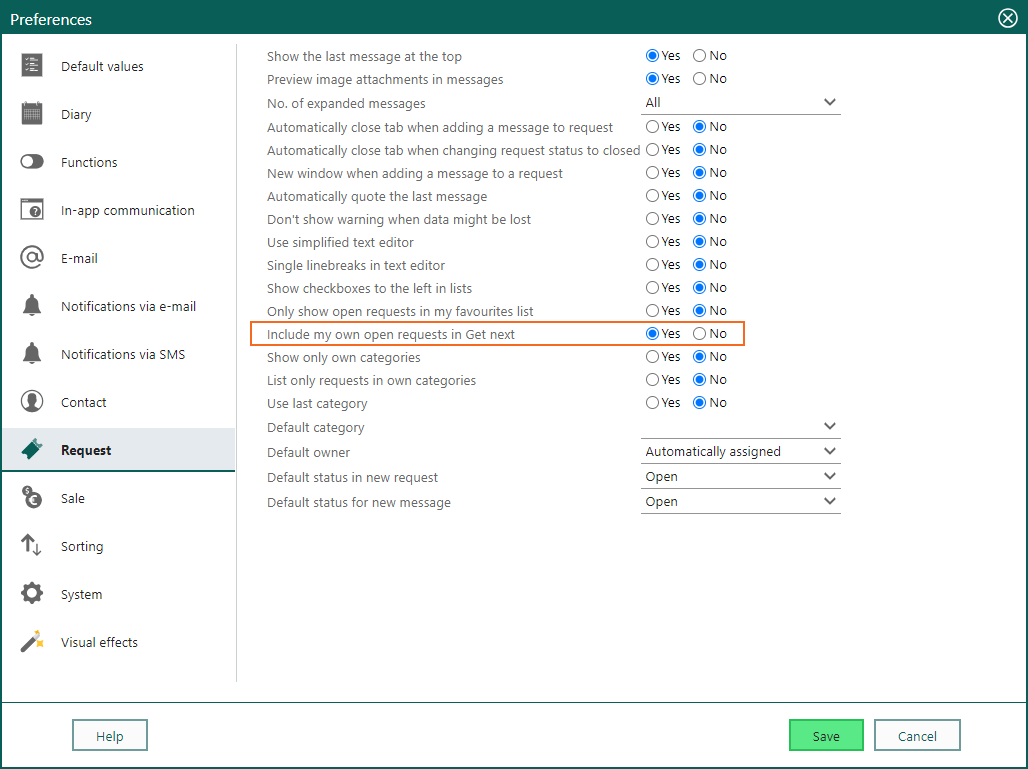 Preferences
Default values
Diary
Functions
In-app communication
E-mail
Notifications via e-mail
Notifications via SMS
Contact
Request
Sale
Sorting
System
Visual effects
Show the last message at the top Yes No
Preview image attachments in messages Yes No
No. of expanded messages All
Automatically close tab when adding a message to request Yes No
Automatically close tab when changing request status to closed Yes No
New window when adding a message to a request Yes No
Automatically quote the last message Yes No
Don't show warning when data might be lost Yes No
Use simplified text editor Yes No
Single linebreaks in text editor Yes No
Show checkboxes to the left in lists Yes No
Only show open requests in my favourites list Yes No
Include my own open requests in Get next Yes No
Show only own categories Yes No
List only requests in own categories Yes No
Use last category Yes No
Default category
Default owner Automatically assigned
Default status in new request Open
Default status for new message Open
Help Save Cancel